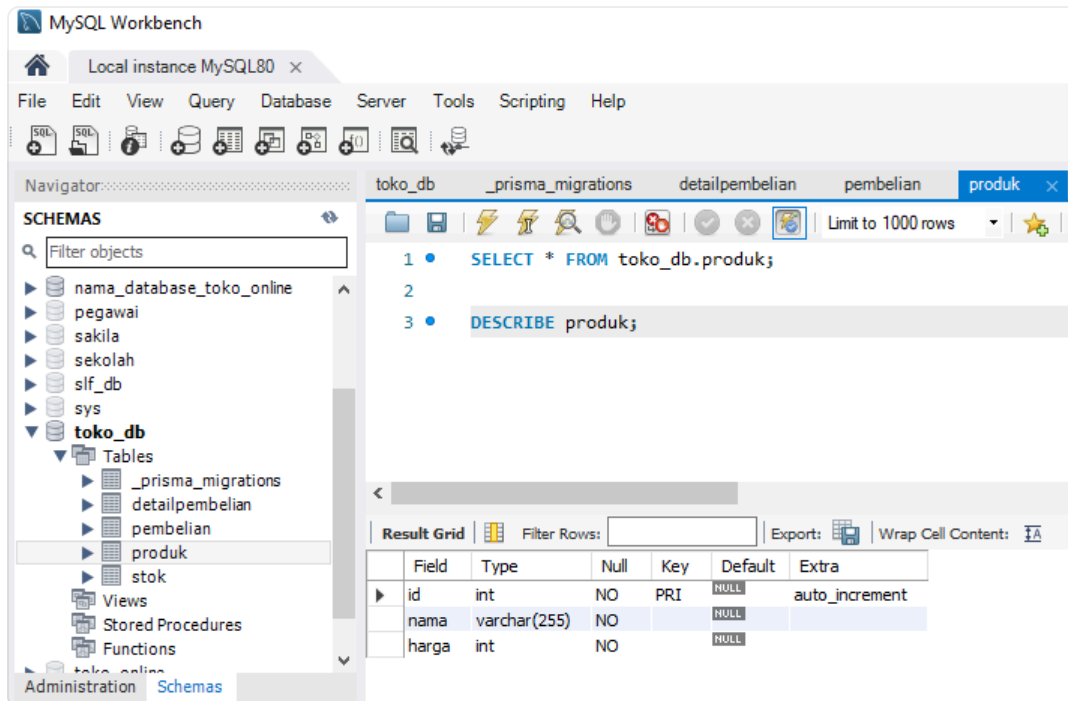 MySQL Workbench
Local instance MySQL80 ×
File Edit View Query Database Server Tools Scripting Help
SQL SQL
Navigator
SCHEMAS
Filter objects
nama_database_toko_online
pegawai
sakila
sekolah
slf_db
sys
toko_db
Tables
_prisma_migrations
detailpembelian
pembelian
produk
stok
Views
Stored Procedures
Functions
toko_online
Administration Schemas
toko_db _prisma_migrations detailpembelian pembelian produk ×
Limit to 1000 rows
1 SELECT * FROM toko_db.produk;
2
3 DESCRIBE produk;
Result Grid Filter Rows: Export: Wrap Cell Content: IA
Field Type Null Key Default Extra
id int NO PRI NULL auto_increment
nama varchar(255) NO NULL
harga int NO NULL